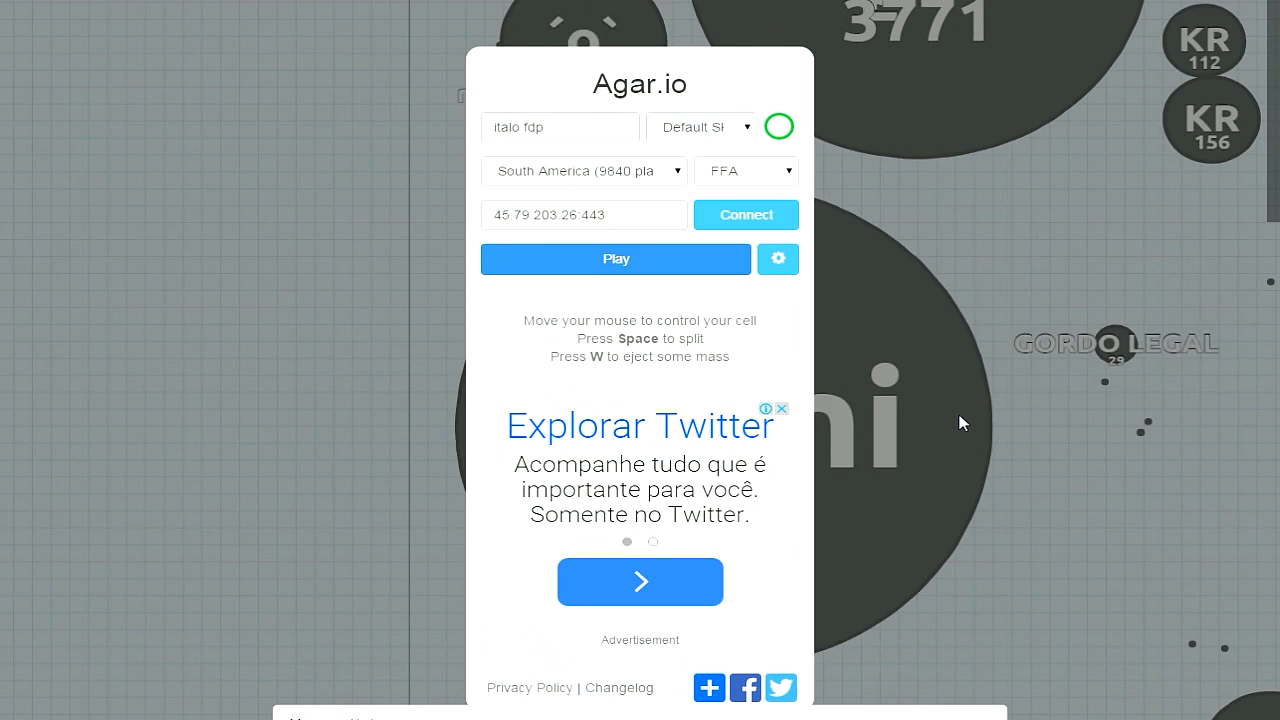 3771
KR
112
KR
156
Agar.io
italo fdp
Default Sk
South America (9840 pla
FFA
45.79.203.26:443
Connect
Play
Move your mouse to control your cell
Press Space to split
Press W to eject some mass
GORDO LEGAL
29
ni
Explorar Twitter
Acompanhe tudo que é
importante para você.
Somente no Twitter.
Advertisement
Privacy Policy | Changelog